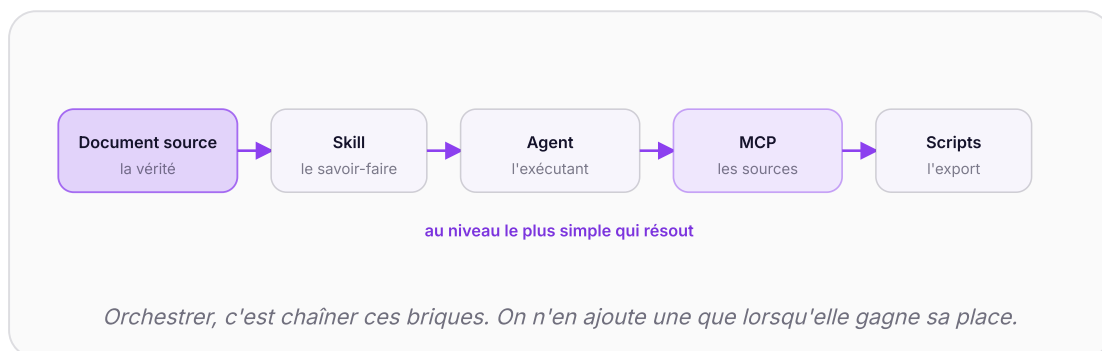 Document source
la vérité
Skill
le savoir-faire
Agent
l'exécutant
MCP
les sources
Scripts
l'export
au niveau le plus simple qui résout
Orchestrer, c'est chaîner ces briques. On n'en ajoute une que lorsqu'elle gagne sa place.